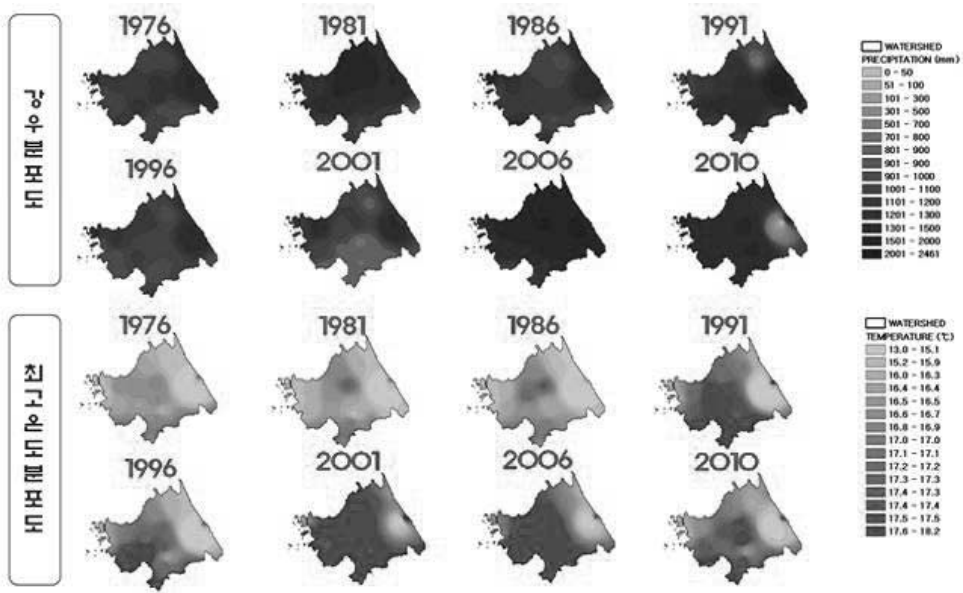 강우분포도
1976
1981
1986
1991
1996
2001
2006
2010
WATERSHED
PRECIPITATION (mm)
0 - 50
51 - 100
101 - 300
301 - 500
501 - 700
701 - 800
801 - 900
901 - 900
901 - 1000
1001 - 1100
1101 - 1200
1201 - 1300
1301 - 1500
1501 - 2000
2001 - 2461
최고온도분포도
1976
1981
1986
1991
1996
2001
2006
2010
WATERSHED
TEMPERATURE (℃)
13.0 - 15.1
15.2 - 15.9
16.0 - 16.3
16.4 - 16.4
16.5 - 16.5
16.6 - 16.7
16.8 - 16.9
17.0 - 17.0
17.1 - 17.1
17.2 - 17.2
17.3 - 17.3
17.4 - 17.3
17.4 - 17.4
17.5 - 17.5
17.6 - 18.2